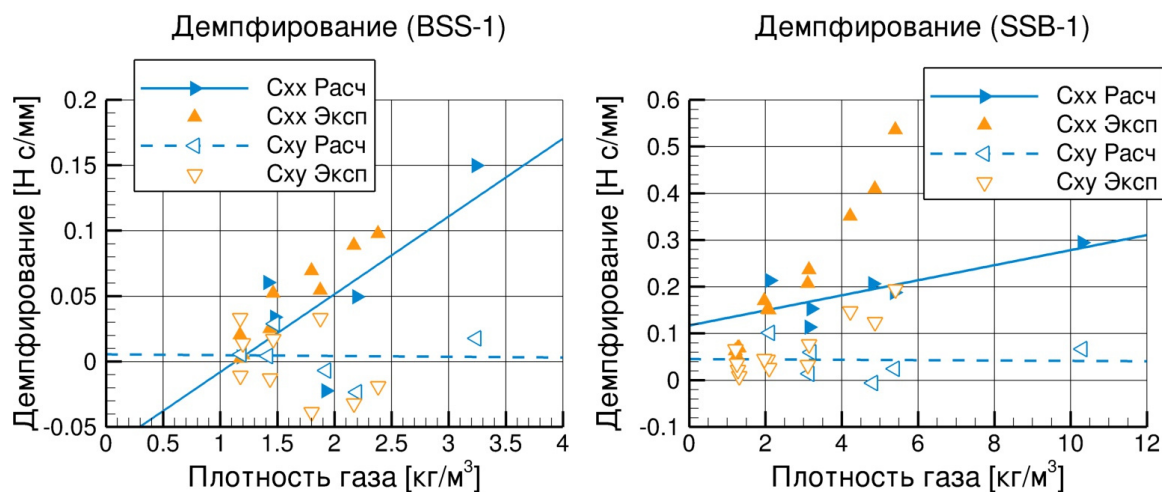 Демпфирование (BSS-1)
Cxx Расч
Cxx Эксп
Cxy Расч
Cxy Эксп
Демпфирование [Н с/мм]
0.2
0.15
0.1
0.05
0
-0.05
0 0.5 1 1.5 2 2.5 3 3.5 4
Плотность газа [кг/м³]
Демпфирование (SSB-1)
Cxx Расч
Cxx Эксп
Cxy Расч
Cxy Эксп
Демпфирование [Н с/мм]
0.6
0.5
0.4
0.3
0.2
0.1
0
-0.1
0 2 4 6 8 10 12
Плотность газа [кг/м³]